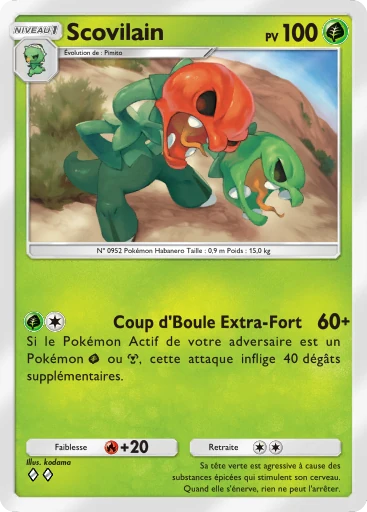 NIVEAU 1
Scovilain
PV 100
Évolution de : Pimito
N° 0952 Pokémon Habanero Taille : 0,9 m Poids : 15,0 kg
Coup d'Boule Extra-Fort 60+
Si le Pokémon Actif de votre adversaire est un
Pokémon ou , cette attaque inflige 40 dégâts
supplémentaires.
Faiblesse +20
Retraite
Illus. kodama
Sa tête verte est agressive à cause des
substances épicées qui stimulent son cerveau.
Quand elle s'énerve, rien ne peut l'arrêter.